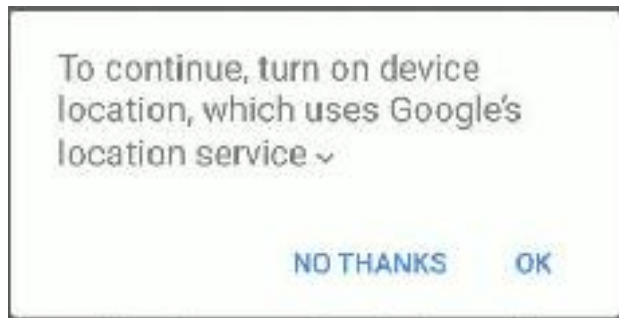 To continue, turn on device
location, which uses Google's
location service
NO THANKS OK